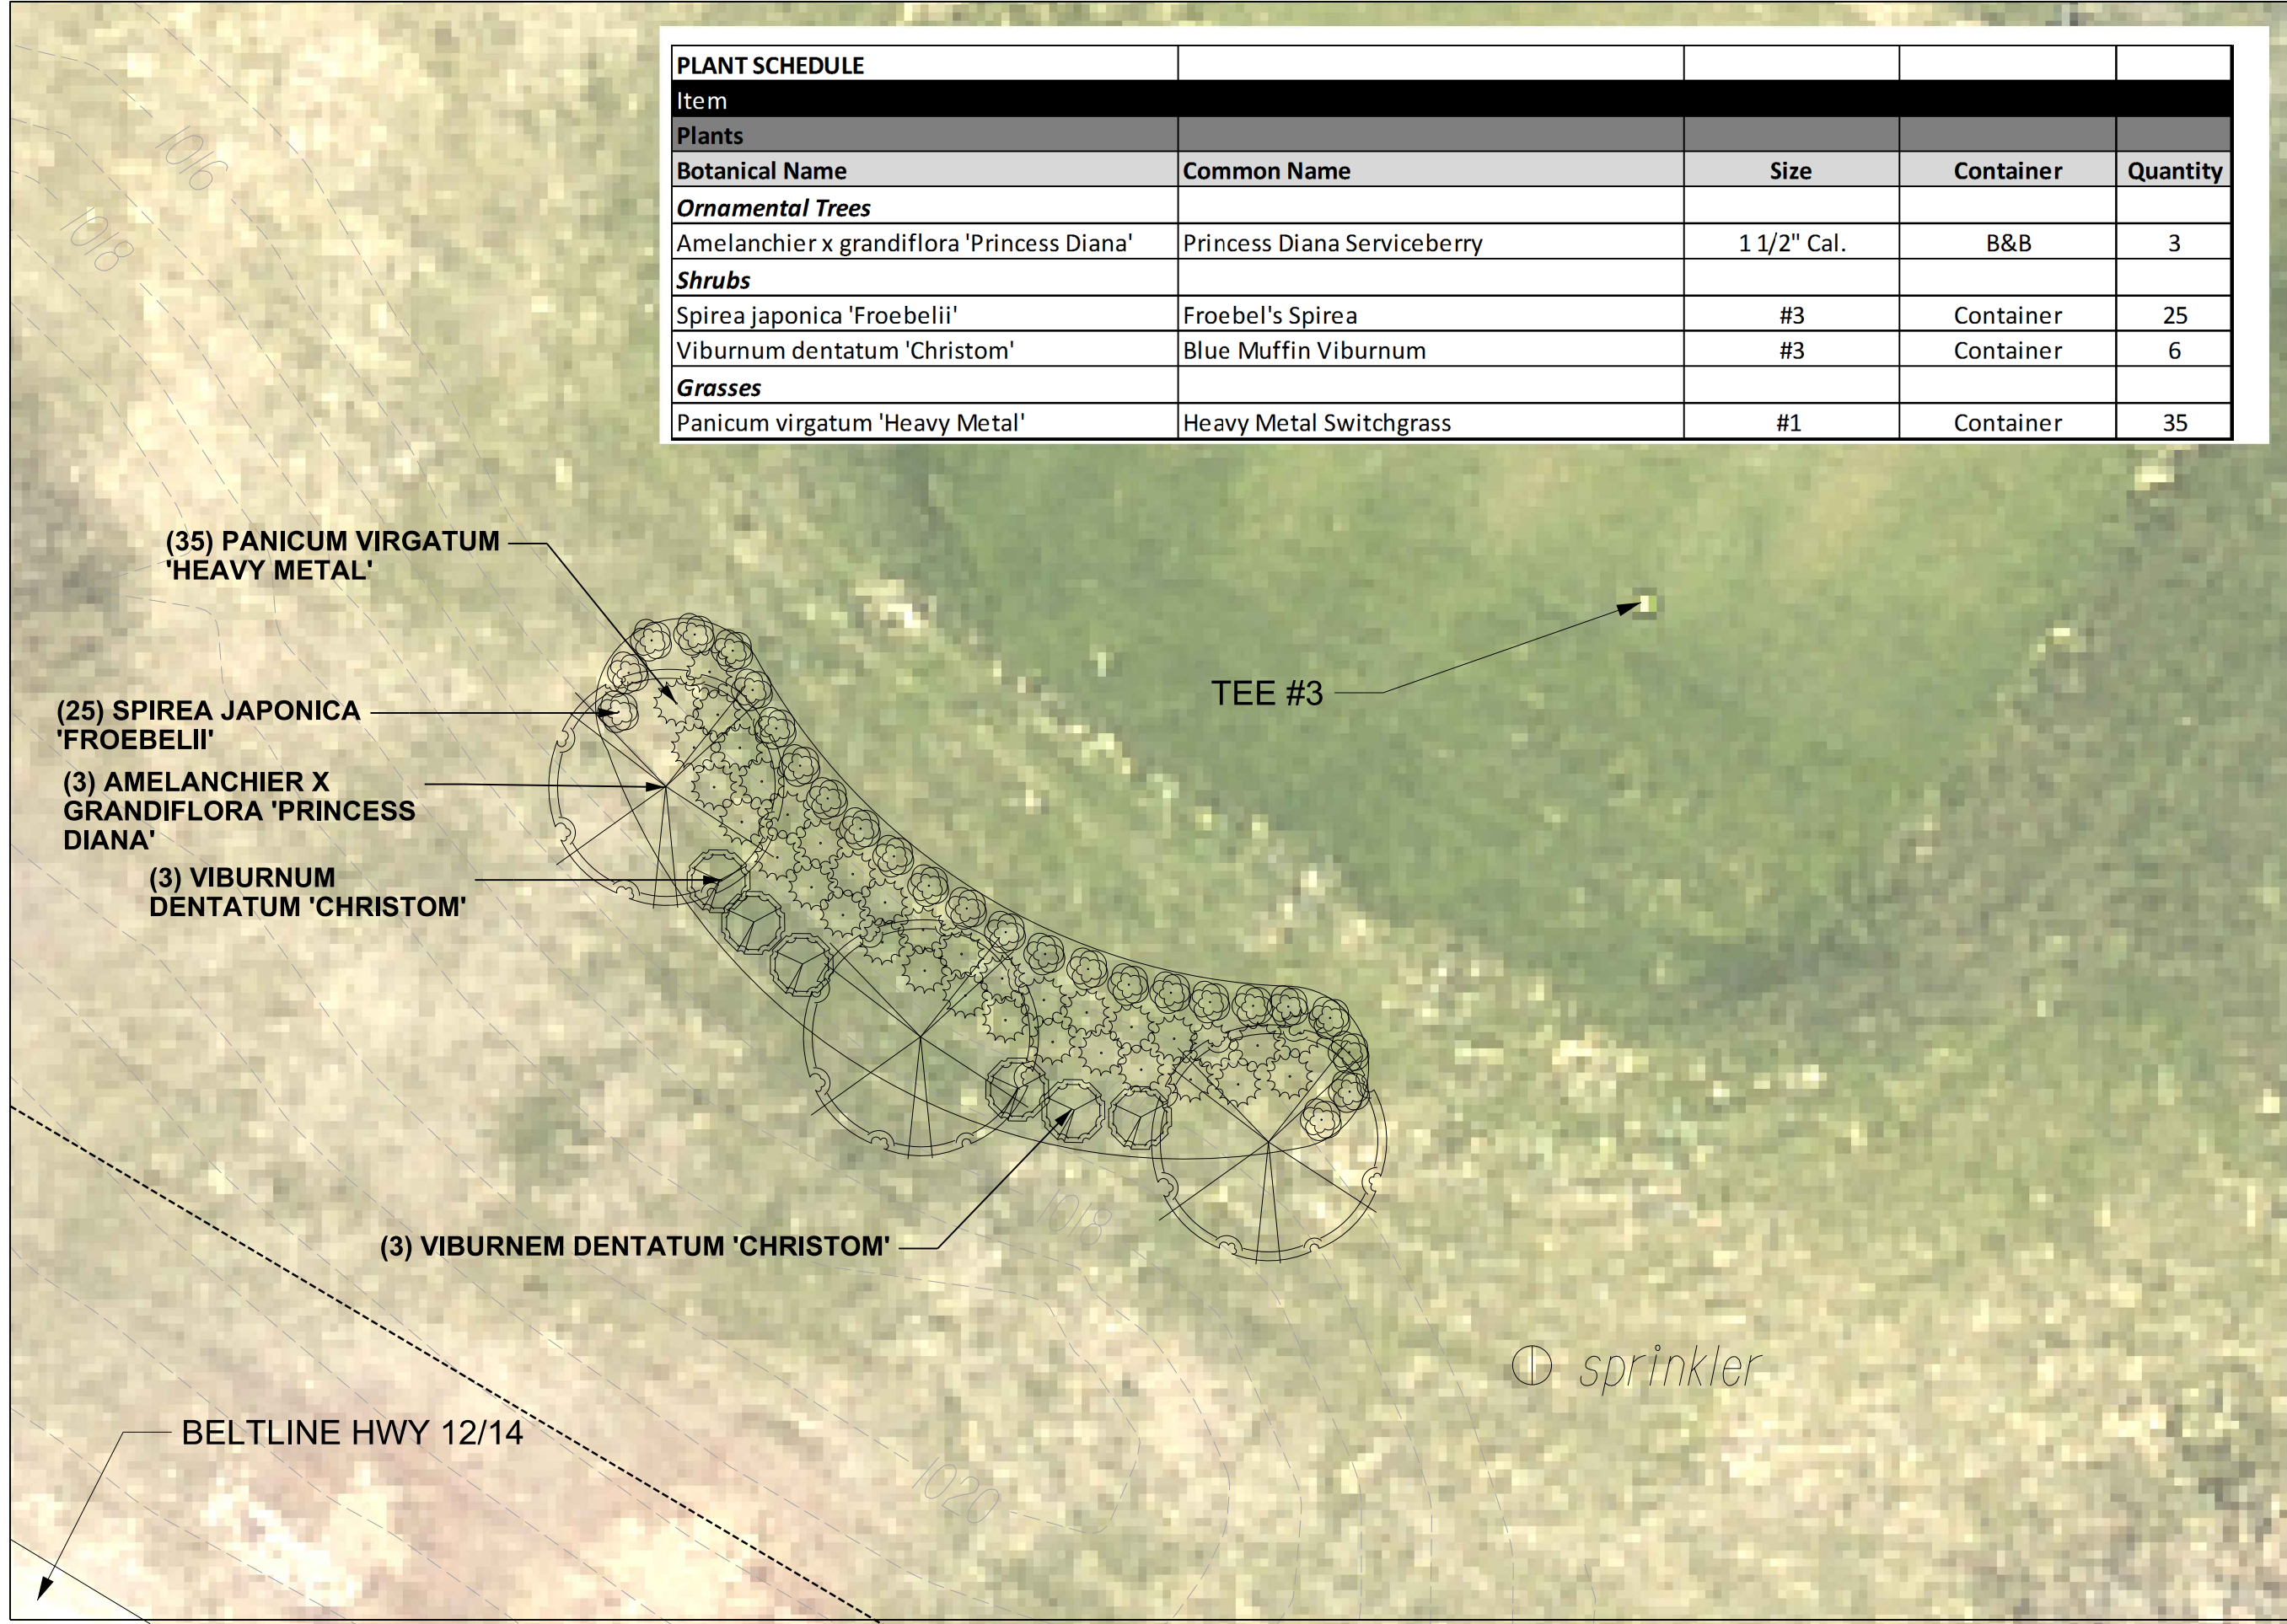 PLANT SCHEDULE
Item
Plants
Botanical Name Common Name Size Container Quantity
Ornamental Trees
Amelanchier x grandiflora 'Princess Diana' Princess Diana Serviceberry 1 1/2" Cal. B&B 3
Shrubs
Spirea japonica 'Froebelii' Froebel's Spirea #3 Container 25
Viburnum dentatum 'Christom' Blue Muffin Viburnum #3 Container 6
Grasses
Panicum virgatum 'Heavy Metal' Heavy Metal Switchgrass #1 Container 35
1016
1018
(35) PANICUM VIRGATUM
'HEAVY METAL'
TEE #3
(25) SPIREA JAPONICA
'FROEBELII'
(3) AMELANCHIER X
GRANDIFLORA 'PRINCESS
DIANA'
(3) VIBURNUM
DENTATUM 'CHRISTOM'
1018
(3) VIBURNEM DENTATUM 'CHRISTOM'
sprinkler
BELTLINE HWY 12/14
1020